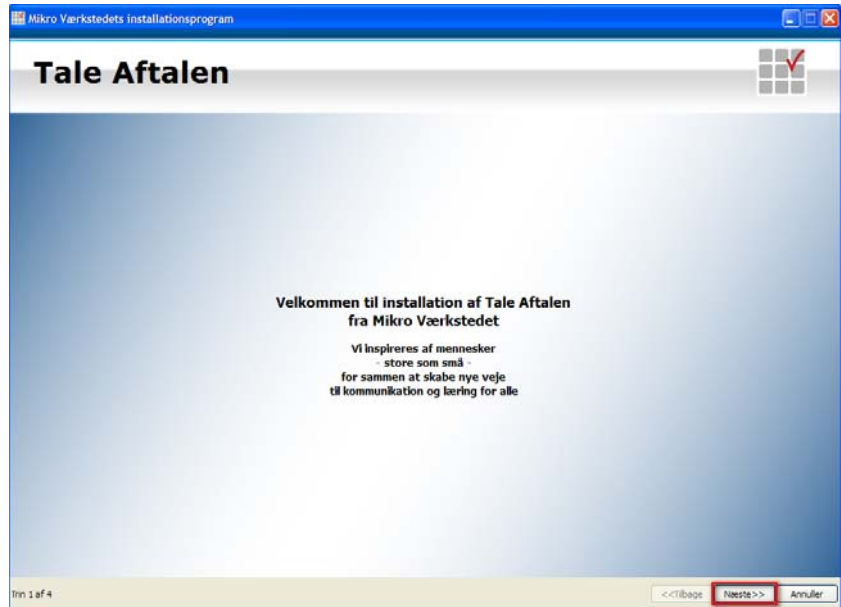 Mikro Værkstedets installationsprogram
Tale Aftalen
Velkommen til installation af Tale Aftalen
fra Mikro Værkstedet
Vi inspireres af mennesker
- store som små -
for sammen at skabe nye veje
til kommunikation og læring for alle
Trin 1 af 4
<<Tilbage Næste>> Annuller